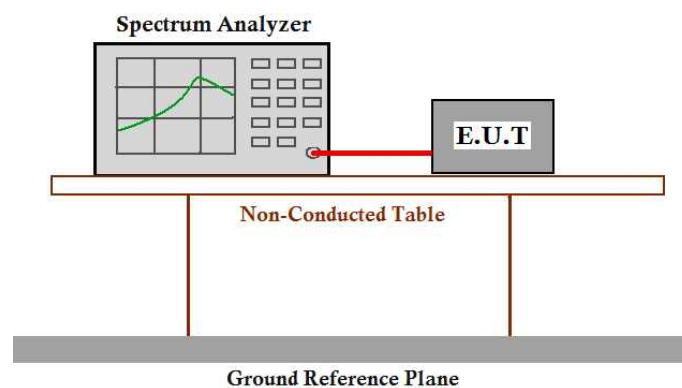 Spectrum Analyzer
E.U.T
Non-Conducted Table
Ground Reference Plane